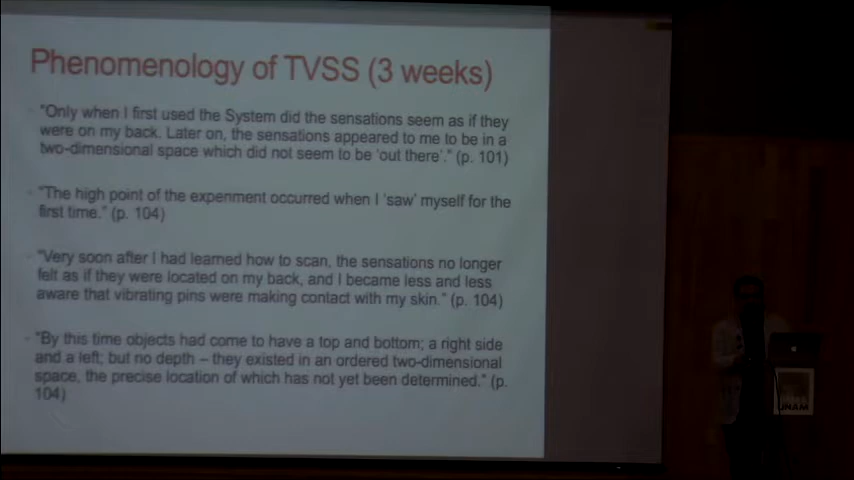 Phenomenology of TVSS (3 weeks)
"Only when I first used the System did the sensations seem as if they
were on my back. Later on, the sensations appeared to me to be in a
two-dimensional space which did not seem to be 'out there'." (p. 101)
"The high point of the experiment occurred when I 'saw' myself for the
first time." (p. 104)
"Very soon after I had learned how to scan, the sensations no longer
felt as if they were located on my back, and I became less and less
aware that vibrating pins were making contact with my skin." (p. 104)
"By this time objects had come to have a top and bottom; a right side
and a left; but no depth – they existed in an ordered two-dimensional
space, the precise location of which has not yet been determined." (p.
104)
UNAM